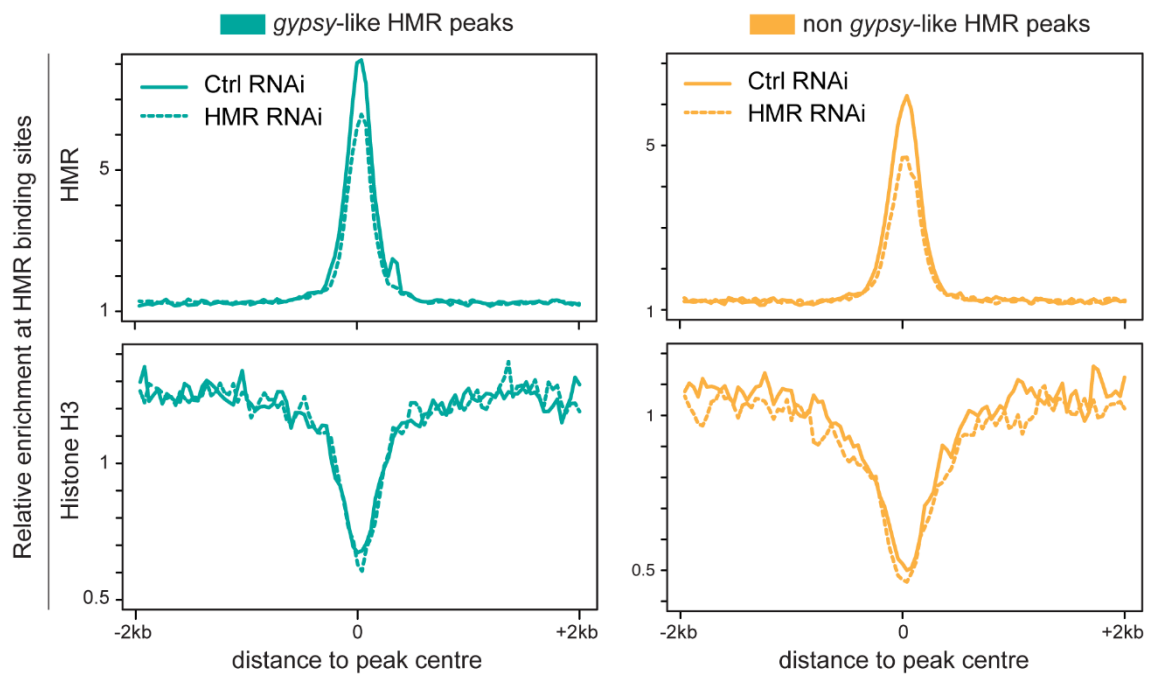 gypsy-like HMR peaks
non gypsy-like HMR peaks
Relative enrichment at HMR binding sites
HMR
Ctrl RNAi
HMR RNAi
5
1
Ctrl RNAi
HMR RNAi
5
1
Histone H3
1
0.5
1
0.5
-2kb
0
+2kb
-2kb
0
+2kb
distance to peak centre
distance to peak centre